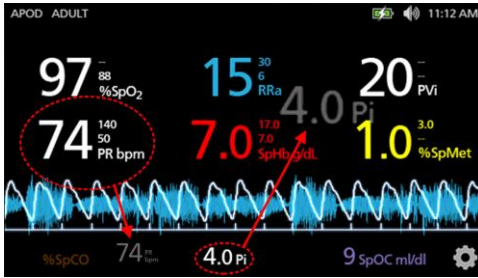 APOD ADULT 11:12 AM
97 – 88 %SpO2
15 30 6 RRa
20 – – PVi
4.0 Pi
74 140 50 PR bpm
7.0 17.0 7.0 SpHb g/dL
1.0 3.0 – %SpMet
%SpCO 74 PR bpm 4.0 Pi 9 SpOC ml/dl